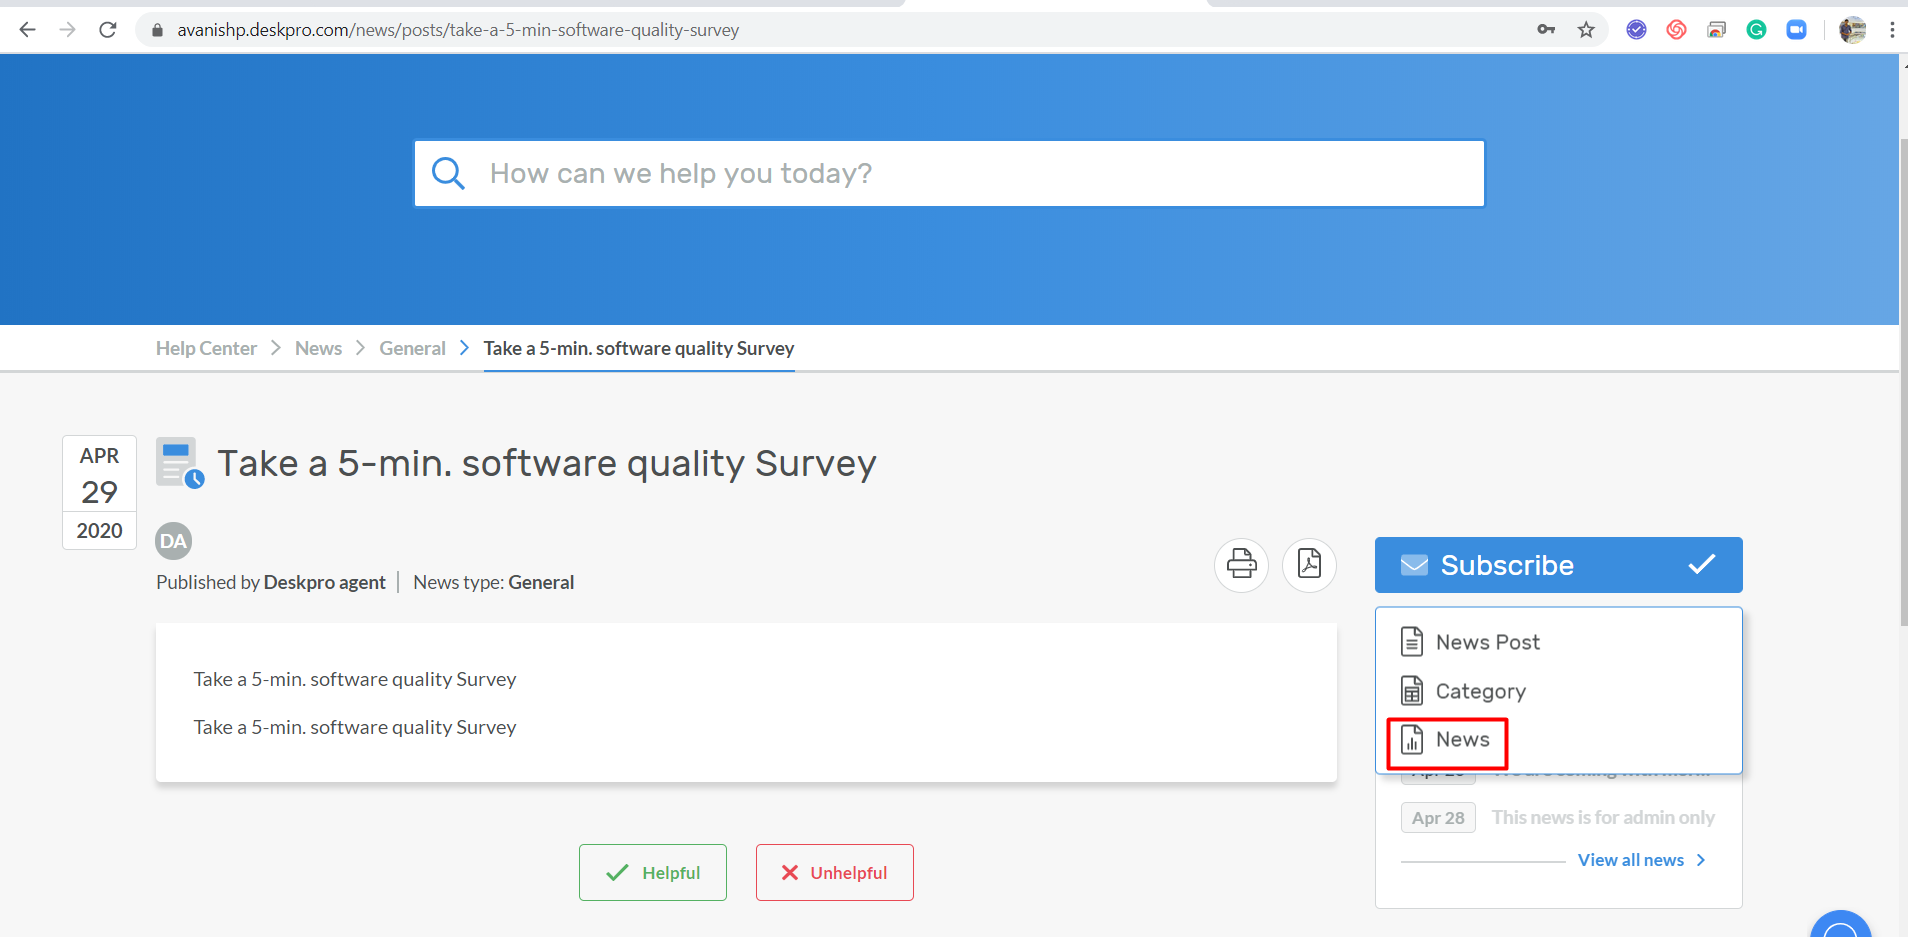 avanishp.deskpro.com/news/posts/take-a-5-min-software-quality-survey
How can we help you today?
Help Center News General Take a 5-min. software quality Survey
APR
29
2020
Take a 5-min. software quality Survey
DA
Published by Deskpro agent News type: General
Subscribe
News Post
Category
News
Take a 5-min. software quality Survey
Take a 5-min. software quality Survey
Apr 28 This news is for admin only
View all news
Helpful
Unhelpful